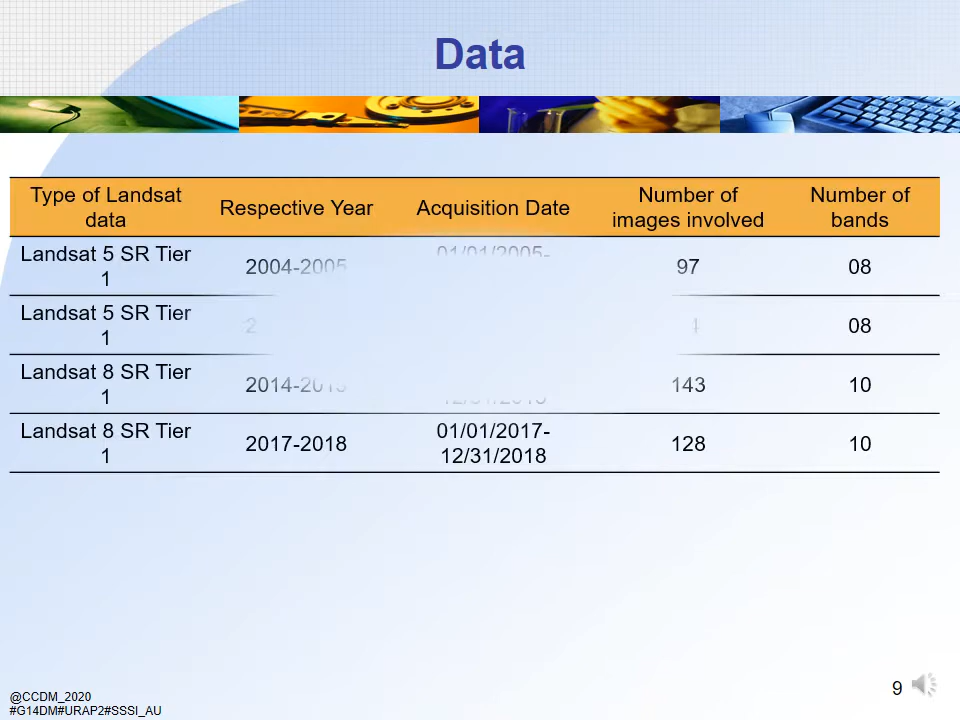 Data
Type of Landsat data
Respective Year
Acquisition Date
Number of images involved
Number of bands
Landsat 5 SR Tier 1
2004-2005
01/01/2005-
97
08
Landsat 5 SR Tier 1
08
Landsat 8 SR Tier 1
143
10
Landsat 8 SR Tier 1
2017-2018
01/01/2017-
12/31/2018
128
10
@CCDM_2020
#G14DM#URAP2#SSSI_AU
9